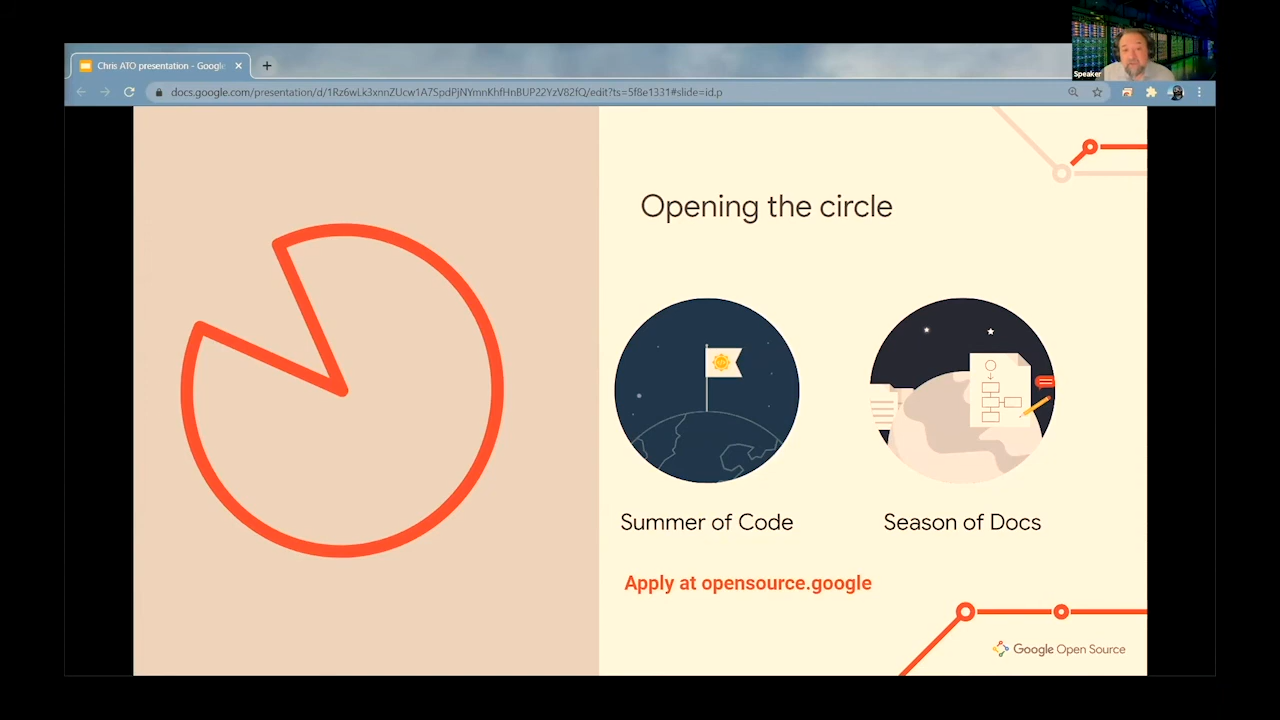 Speaker
Chris ATO presentation - Google
docs.google.com/presentation/d/1Rz6wLk3xnnZUcw1A7SpdPjNYmnKhfHnBUP22YzV82fQ/edit?ts=5f8e1331#slide=id.p
Opening the circle
Summer of Code
Season of Docs
Apply at opensource.google
Google Open Source